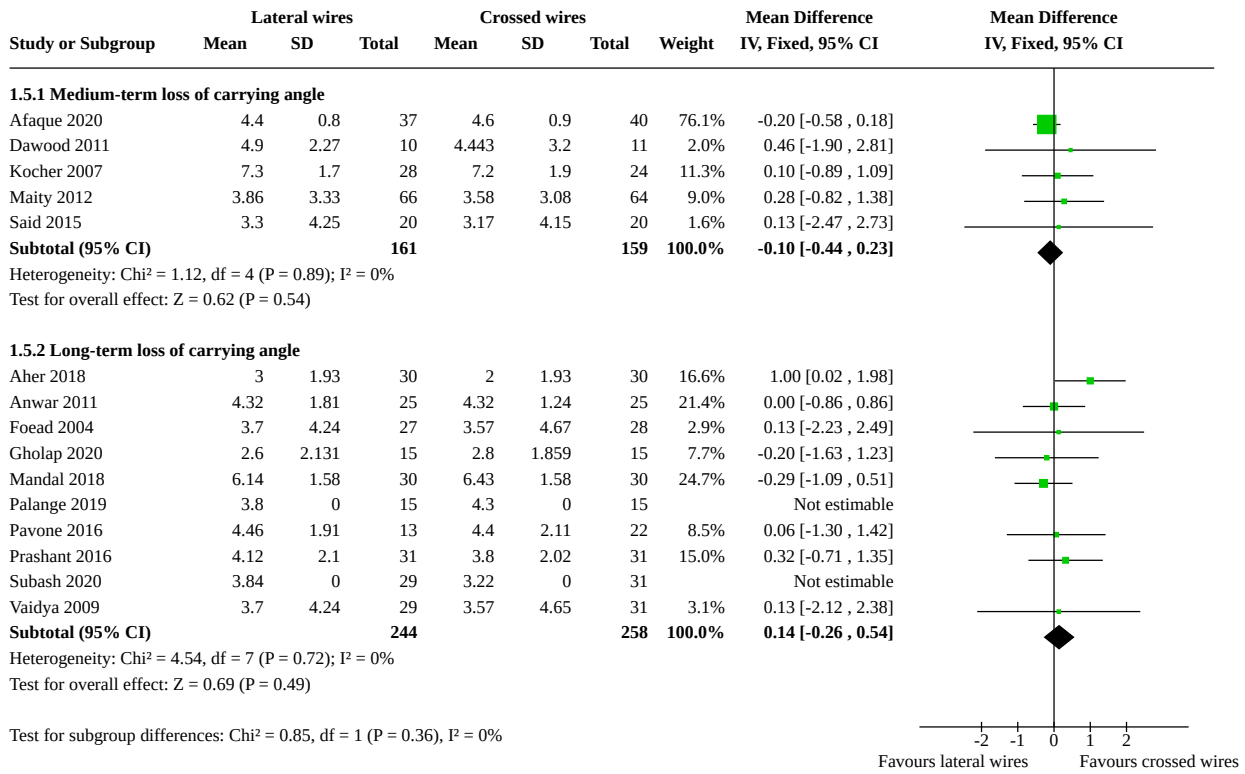 Lateral wires Crossed wires Mean Difference Mean Difference
Study or Subgroup Mean SD Total Mean SD Total Weight IV, Fixed, 95% CI IV, Fixed, 95% CI
1.5.1 Medium-term loss of carrying angle
Afaque 2020 4.4 0.8 37 4.6 0.9 40 76.1% -0.20 [-0.58 , 0.18]
Dawood 2011 4.9 2.27 10 4.443 3.2 11 2.0% 0.46 [-1.90 , 2.81]
Kocher 2007 7.3 1.7 28 7.2 1.9 24 11.3% 0.10 [-0.89 , 1.09]
Maity 2012 3.86 3.33 66 3.58 3.08 64 9.0% 0.28 [-0.82 , 1.38]
Said 2015 3.3 4.25 20 3.17 4.15 20 1.6% 0.13 [-2.47 , 2.73]
Subtotal (95% CI) 161 159 100.0% -0.10 [-0.44 , 0.23]
Heterogeneity: Chi² = 1.12, df = 4 (P = 0.89); I² = 0%
Test for overall effect: Z = 0.62 (P = 0.54)
1.5.2 Long-term loss of carrying angle
Aher 2018 3 1.93 30 2 1.93 30 16.6% 1.00 [0.02 , 1.98]
Anwar 2011 4.32 1.81 25 4.32 1.24 25 21.4% 0.00 [-0.86 , 0.86]
Foead 2004 3.7 4.24 27 3.57 4.67 28 2.9% 0.13 [-2.23 , 2.49]
Gholap 2020 2.6 2.131 15 2.8 1.859 15 7.7% -0.20 [-1.63 , 1.23]
Mandal 2018 6.14 1.58 30 6.43 1.58 30 24.7% -0.29 [-1.09 , 0.51]
Palange 2019 3.8 0 15 4.3 0 15 Not estimable
Pavone 2016 4.46 1.91 13 4.4 2.11 22 8.5% 0.06 [-1.30 , 1.42]
Prashant 2016 4.12 2.1 31 3.8 2.02 31 15.0% 0.32 [-0.71 , 1.35]
Subash 2020 3.84 0 29 3.22 0 31 Not estimable
Vaidya 2009 3.7 4.24 29 3.57 4.65 31 3.1% 0.13 [-2.12 , 2.38]
Subtotal (95% CI) 244 258 100.0% 0.14 [-0.26 , 0.54]
Heterogeneity: Chi² = 4.54, df = 7 (P = 0.72); I² = 0%
Test for overall effect: Z = 0.69 (P = 0.49)
Test for subgroup differences: Chi² = 0.85, df = 1 (P = 0.36), I² = 0%
-2 -1 0 1 2
Favours lateral wires Favours crossed wires